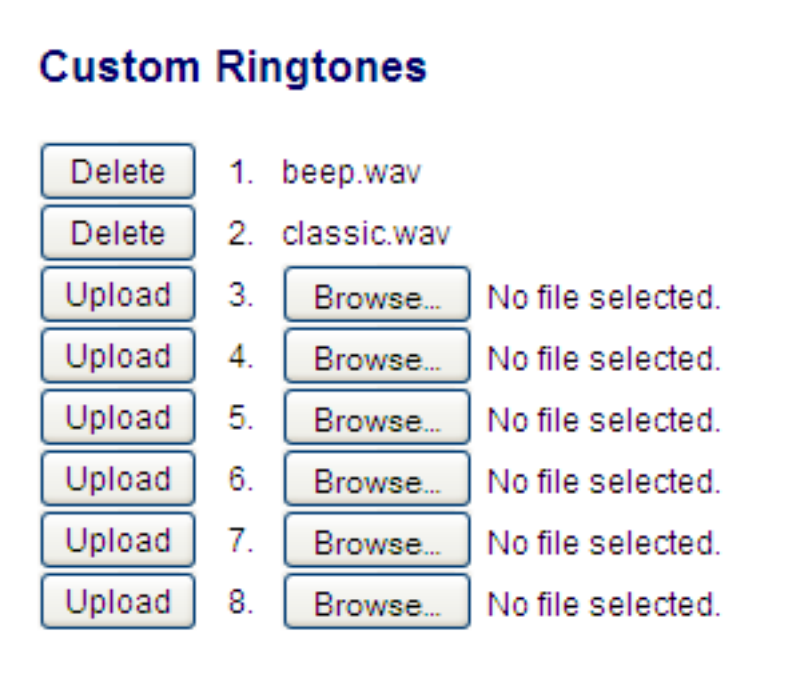 Custom Ringtones
Delete 1. beep.wav
Delete 2. classic.wav
Upload 3. Browse... No file selected.
Upload 4. Browse... No file selected.
Upload 5. Browse... No file selected.
Upload 6. Browse... No file selected.
Upload 7. Browse... No file selected.
Upload 8. Browse... No file selected.